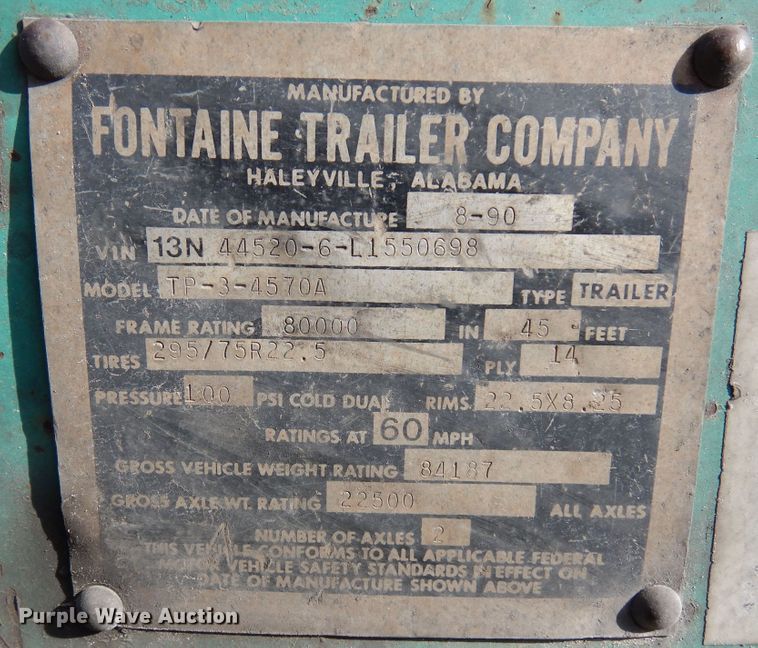 MANUFACTURED BY
FONTAINE TRAILER COMPANY
HALEYVILLE, ALABAMA
DATE OF MANUFACTURE 8-90
VIN 13N 44520-6-L1550698
MODEL TP-3-4570A TYPE TRAILER
FRAME RATING 80000 IN 45 FEET
TIRES 295/75R22.5 PLY 14
PRESSURE 100 PSI COLD DUAL RIMS 22.5X8.25
RATINGS AT 60 MPH
GROSS VEHICLE WEIGHT RATING 84187
GROSS AXLE WT. RATING 22500 ALL AXLES
NUMBER OF AXLES 2
THIS VEHICLE CONFORMS TO ALL APPLICABLE FEDERAL
MOTOR VEHICLE SAFETY STANDARDS IN EFFECT ON
DATE OF MANUFACTURE SHOWN ABOVE
Purple Wave Auction